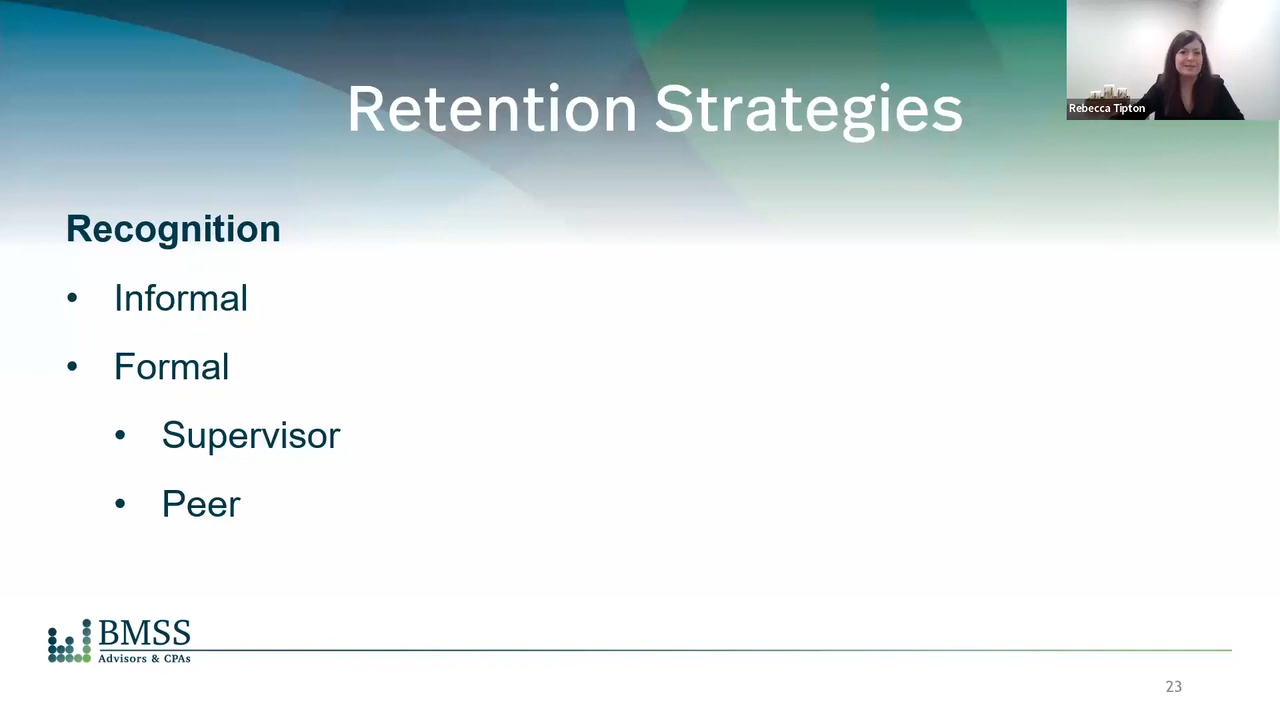 Retention Strategies
Rebecca Tipton
Recognition
• Informal
• Formal
• Supervisor
• Peer
BMSS
Advisors & CPAs
23